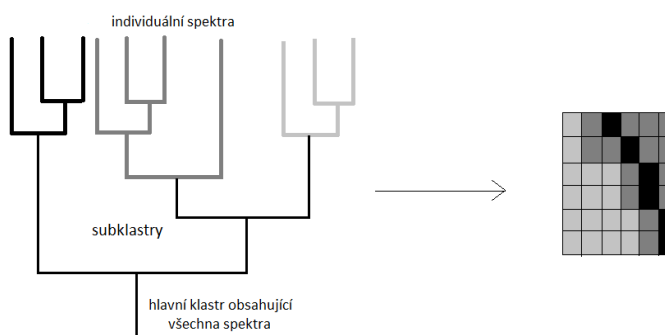 individuální spektra
subklastry
hlavní klastr obsahující
všechna spektra